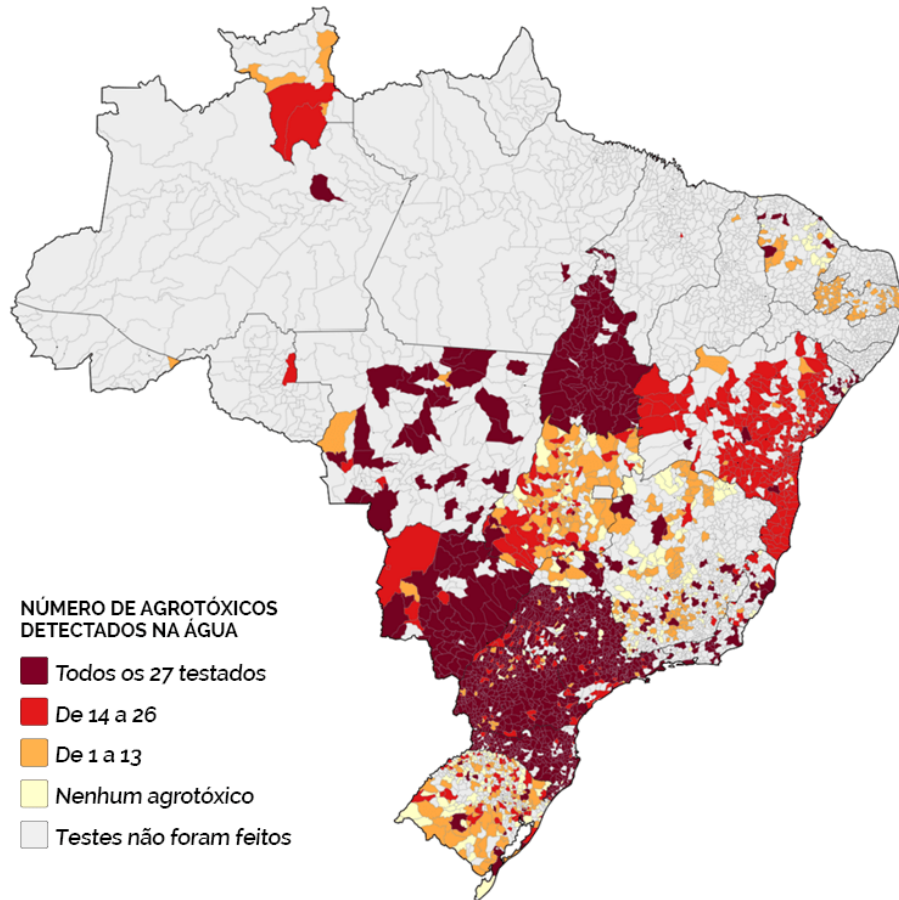 NÚMERO DE AGROTÓXICOS
DETECTADOS NA ÁGUA
Todos os 27 testados
De 14 a 26
De 1 a 13
Nenhum agrotóxico
Testes não foram feitos